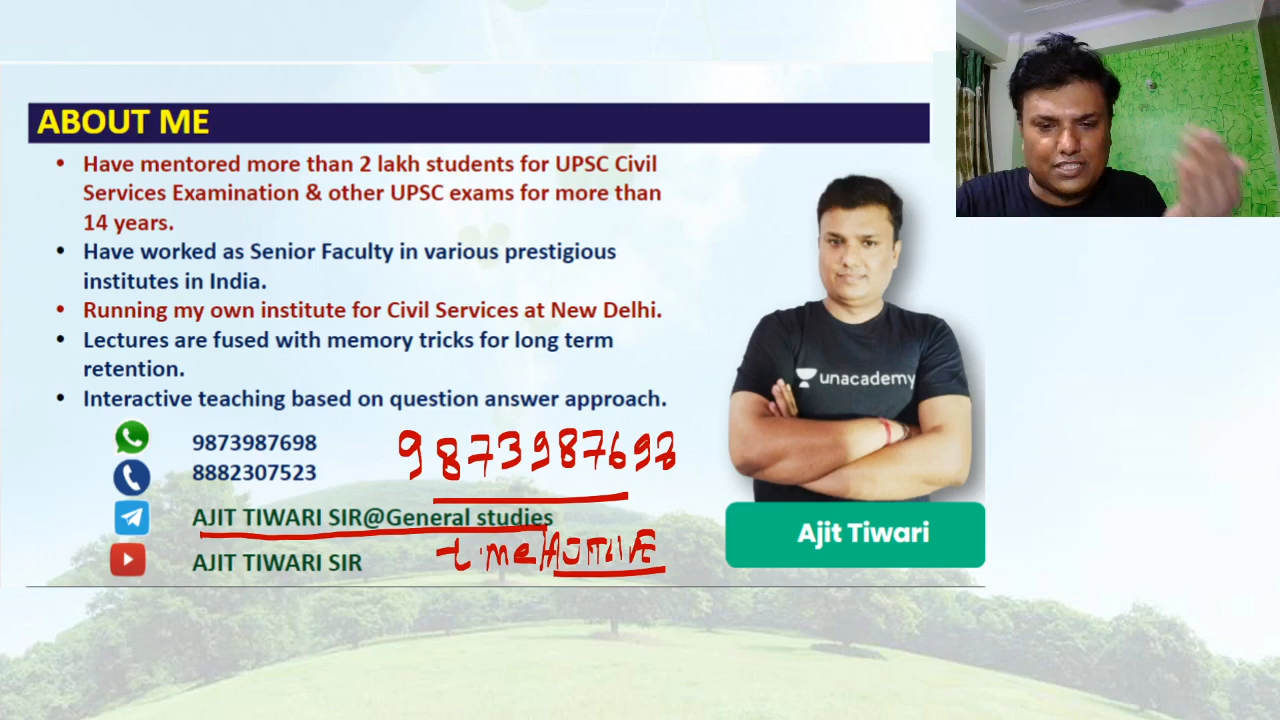 ABOUT ME
• Have mentored more than 2 lakh students for UPSC Civil
Services Examination & other UPSC exams for more than
14 years.
• Have worked as Senior Faculty in various prestigious
institutes in India.
• Running my own institute for Civil Services at New Delhi.
• Lectures are fused with memory tricks for long term
retention.
• Interactive teaching based on question answer approach.
9873987698
9873987698
8882307523
AJIT TIWARI SIR@General studies
t.me/AJITLIVE
AJIT TIWARI SIR
unacademy
Ajit Tiwari